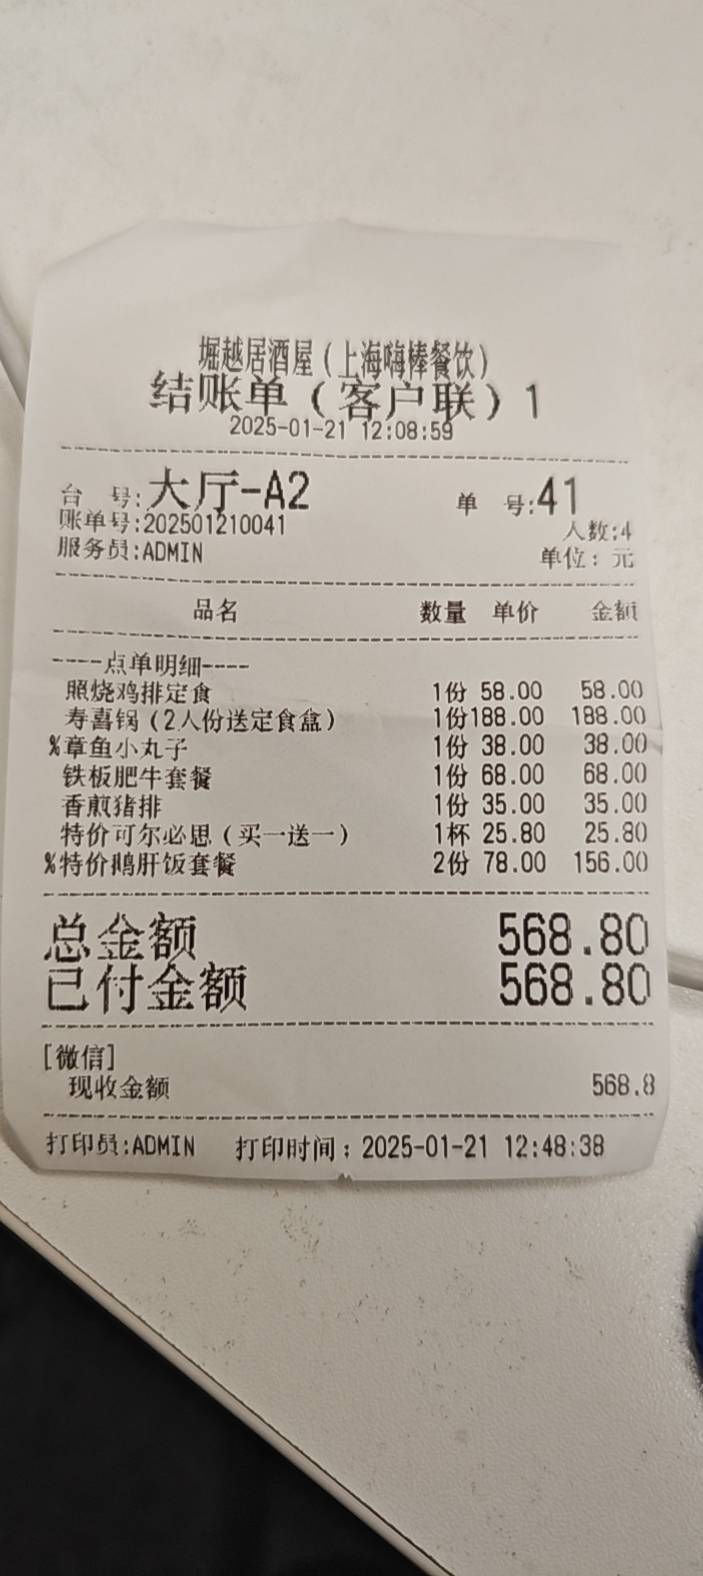 堀越居酒屋(上海嗨棒餐饮)
结账单(客户联)1
2025-01-21 12:08:59
台 号:大厅-A2 单 号:41
账单号:202501210041 人数:4
服务员:ADMIN 单位: 元
品名 数量 单价 金额
----点单明细----
照烧鸡排定食 1份 58.00 58.00
寿喜锅(2人份送定食盒) 1份188.00 188.00
%章鱼小丸子 1份 38.00 38.00
铁板肥牛套餐 1份 68.00 68.00
香煎猪排 1份 35.00 35.00
特价可尔必思(买一送一) 1杯 25.80 25.80
%特价鹅肝饭套餐 2份 78.00 156.00
总金额 568.80
已付金额 568.80
[微信]
现收金额 568.8
打印员:ADMIN 打印时间:2025-01-21 12:48:38